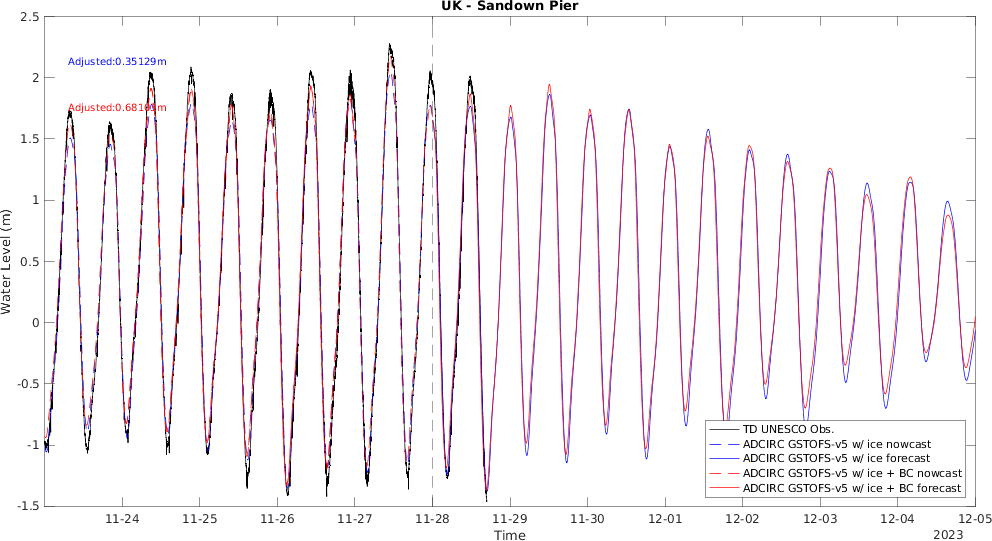 UK - Sandown Pier
2.5
2
1.5
1
0.5
0
-0.5
-1
-1.5
Water Level (m)
Adjusted:0.35129m
11-24
11-25
11-26
11-27
11-28
11-29
11-30
12-01
12-02
12-03
12-04
12-05
Time
2023
TD UNESCO Obs.
ADCIRC GSTOFS-v5 w/ ice nowcast
ADCIRC GSTOFS-v5 w/ ice forecast
ADCIRC GSTOFS-v5 w/ ice + BC nowcast
ADCIRC GSTOFS-v5 w/ ice + BC forecast